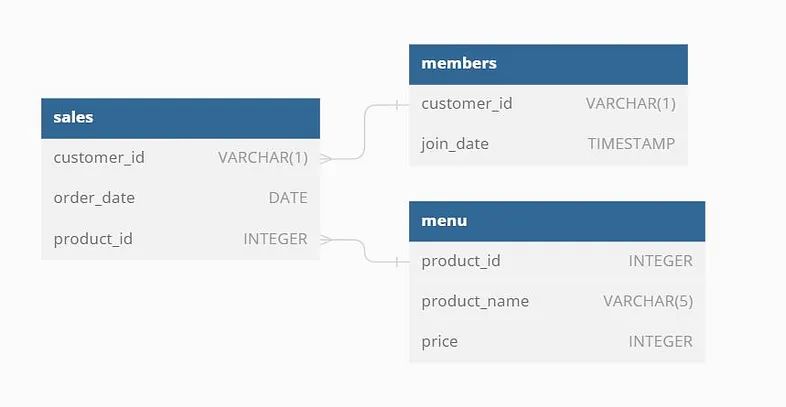 sales
customer_id VARCHAR(1)
order_date DATE
product_id INTEGER
members
customer_id VARCHAR(1)
join_date TIMESTAMP
menu
product_id INTEGER
product_name VARCHAR(5)
price INTEGER